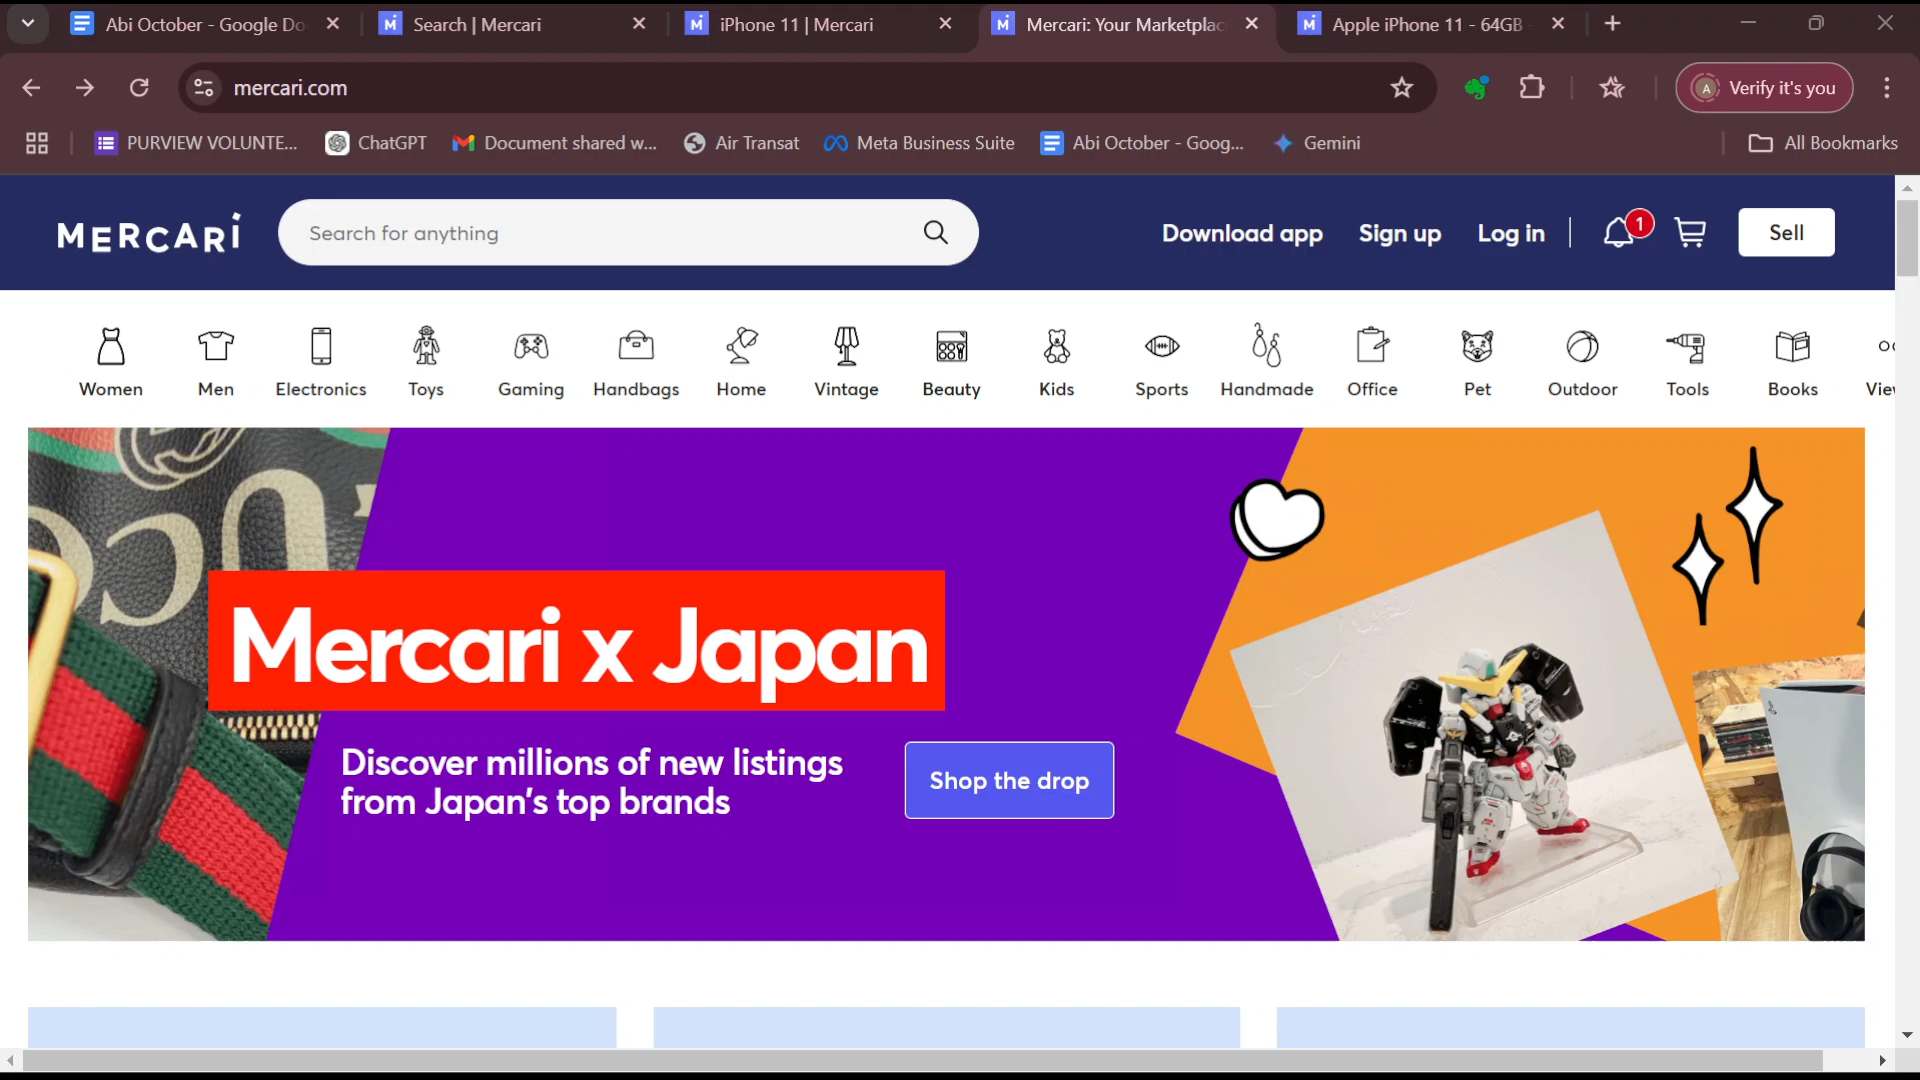 Abi October - Google Do
Search | Mercari
iPhone 11 | Mercari
Mercari: Your Marketplac
Apple iPhone 11 - 64GB
mercari.com
A
Verify it's you
PURVIEW VOLUNTE...
ChatGPT
Document shared w...
Air Transat
Meta Business Suite
Abi October - Goog...
Gemini
All Bookmarks
MERCARI
Search for anything
Download app
Sign up
Log in
1
Sell
Women
Men
Electronics
Toys
Gaming
Handbags
Home
Vintage
Beauty
Kids
Sports
Handmade
Office
Pet
Outdoor
Tools
Books
Mercari x Japan
Discover millions of new listings
from Japan's top brands
Shop the drop